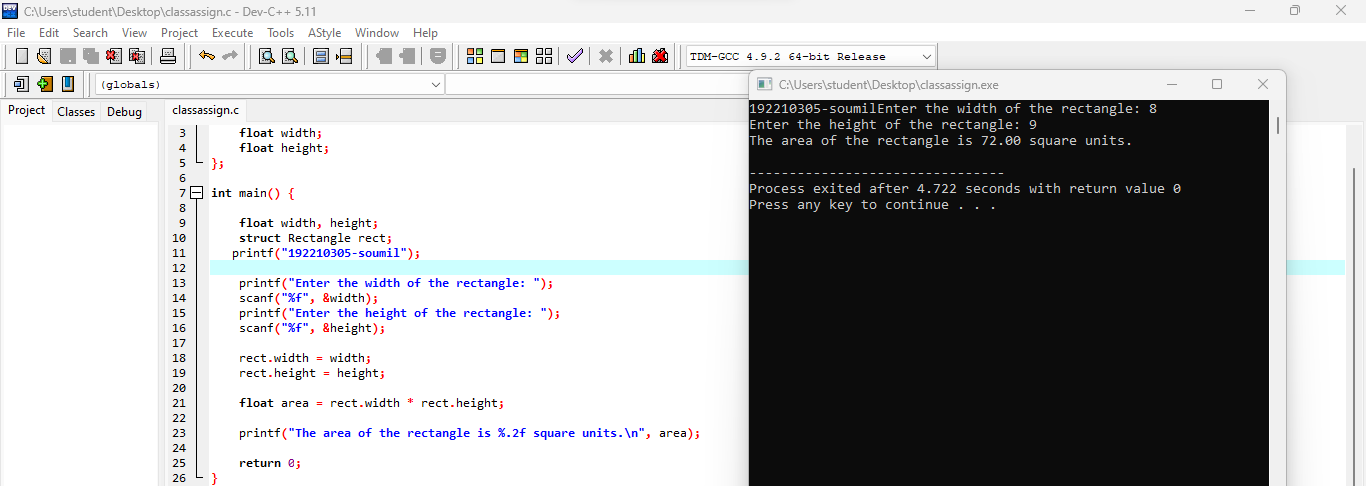 C:\Users\student\Desktop\classassign.c - Dev-C++ 5.11
File Edit Search View Project Execute Tools AStyle Window Help
TDM-GCC 4.9.2 64-bit Release
(globals)
Project Classes Debug
classassign.c
3 float width;
4 float height;
5 };
6
7 int main() {
8
9 float width, height;
10 struct Rectangle rect;
11 printf("192210305-soumil");
12
13 printf("Enter the width of the rectangle: ");
14 scanf("%f", &width);
15 printf("Enter the height of the rectangle: ");
16 scanf("%f", &height);
17
18 rect.width = width;
19 rect.height = height;
20
21 float area = rect.width * rect.height;
22
23 printf("The area of the rectangle is %.2f square units.\n", area);
24
25 return 0;
26 }
C:\Users\student\Desktop\classassign.exe
192210305-soumilEnter the width of the rectangle: 8
Enter the height of the rectangle: 9
The area of the rectangle is 72.00 square units.
--------------------------------
Process exited after 4.722 seconds with return value 0
Press any key to continue . . .